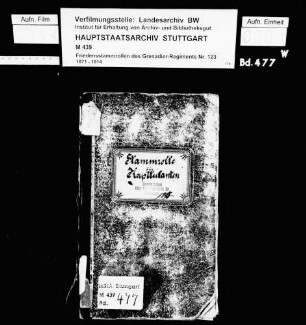 Aufn. Film
Verfilmungsstelle: Landesarchiv BW
Institut für Erhaltung von Archiv- und Bibliotheksgut
HAUPTSTAATSARCHIV STUTTGART
M 439
Friedensstammrollen des Grenadier-Regiments Nr. 123
1871 - 1914
Aufn. Einheit
W
Bd. 477
Stammrolle
Kapitulanten
HStA Stuttgart
M 439
Bd. 477